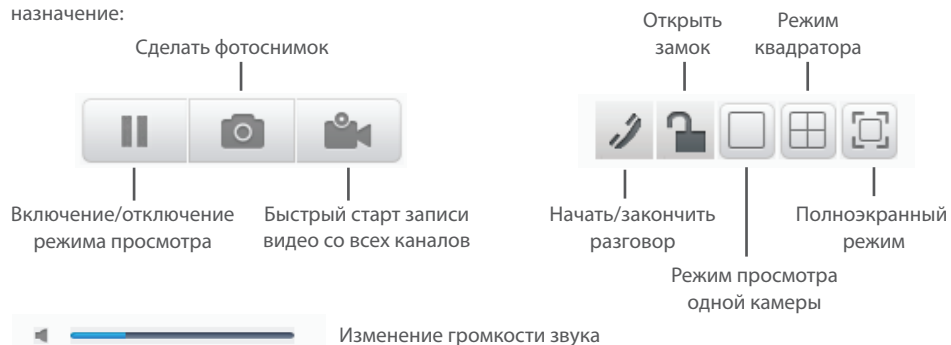 назначение:
Сделать фотоснимок
Открыть
замок
Режим
квадратора
Включение/отключение
режима просмотра
Быстрый старт записи
видео со всех каналов
Начать/закончить
разговор
Полноэкранный
режим
Режим просмотра
одной камеры
Изменение громкости звука